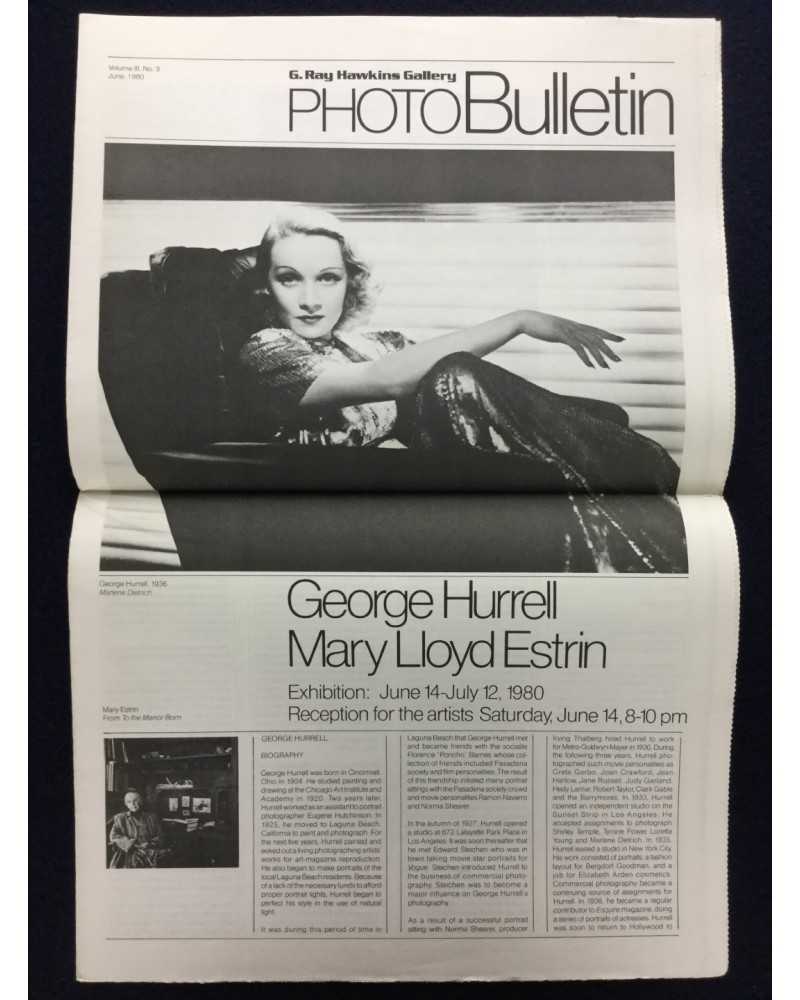 Volume III, No. 3
June, 1980
G. Ray Hawkins Gallery
PHOTOBulletin
George Hurrell, 1936
Marlene Dietrich
George Hurrell
Mary Lloyd Estrin
Exhibition: June 14-July 12, 1980
Reception for the artists Saturday, June 14, 8-10 pm
Mary Estrin
From To the Manor Born
GEORGE HURRELL
BIOGRAPHY
George Hurrell was born in Cincinnati,
Ohio in 1904. He studied painting and
drawing at the Chicago Art Institute and
Academy in 1920. Two years later,
Hurrell worked as an assistant to portrait
photographer Eugene Hutchinson. In
1925, he moved to Laguna Beach,
California to paint and photograph. For
the next five years, Hurrell painted and
eeked out a living photographing artists'
works for art-magazine reproduction.
He also began to make portraits of the
local Laguna Beach residents. Because
of a lack of the necessary funds to afford
proper portrait lights, Hurrell began to
perfect his style in the use of natural
light.
It was during this period of time in
Laguna Beach that George Hurrell met
and became friends with the socialite
Florence 'Poncho' Barnes whose col-
lection of friends included Pasadena
society and film personalities. The result
of this friendship initiated many portrait
sittings with the Pasadena society crowd
and movie personalities Ramon Navarro
and Norma Shearer.
In the autumn of 1927, Hurrell opened
a studio at 672 Lafayette Park Place in
Los Angeles. It was soon thereafter that
he met Edward Steichen who was in
town taking movie star portraits for
Vogue. Steichen introduced Hurrell to
the business of commercial photo-
graphy. Steichen was to become a
major influence on George Hurrell's
photography.
As a result of a successful portrait
sitting with Norma Shearer, producer
Irving Thalberg hired Hurrell to work
for Metro-Goldwyn-Mayer in 1930. During
the following three years, Hurrell pho-
tographed such movie personalities as
Greta Garbo, Joan Crawford, Jean
Harlow, Jane Russell, Judy Garland,
Hedy Lamar, Robert Taylor, Clark Gable
and the Barrymores. In 1933, Hurrell
opened an independent studio on the
Sunset Strip in Los Angeles. He
accepted assignments to photograph
Shirley Temple, Tyrone Power, Loretta
Young and Marlene Dietrich. In 1935,
Hurrell leased a studio in New York City.
His work consisted of portraits, a fashion
layout for Bergdorf Goodman, and a
job for Elizabeth Arden cosmetics.
Commercial photography became a
continuing source of assignments for
Hurrell. In 1936, he became a regular
contributor to Esquire magazine, doing
a series of portraits of actresses. Hurrell
was soon to return to Hollywood to